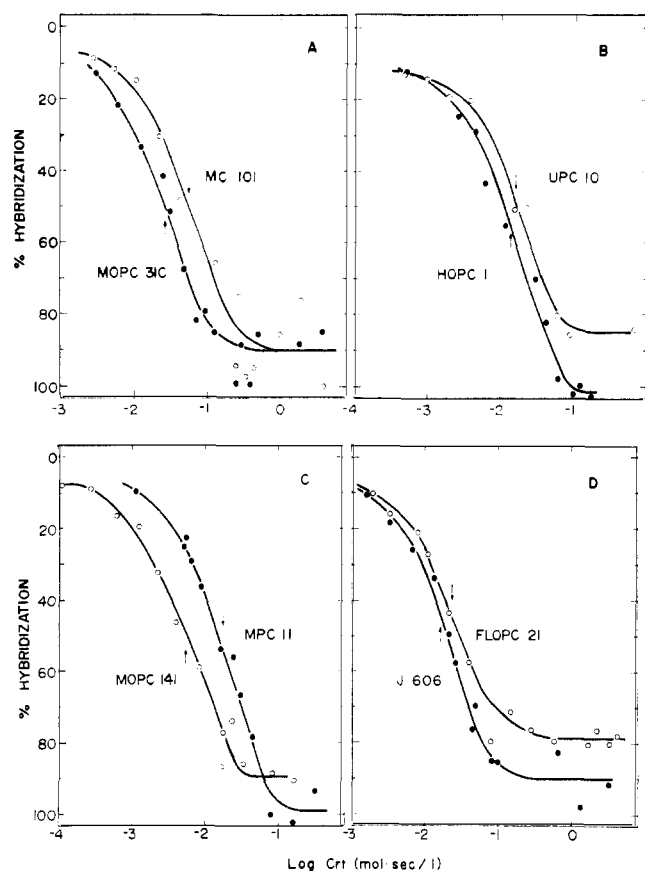 0
A
B
20
40
MC 101
UPC 10
% HYBRIDIZATION
60
MOPC 31C
HOPC 1
80
100
-3 -2 -1 0 -4 -3 -2 -1 0
0
C
D
20
40
MPC 11
FLOPC 21
% HYBRIDIZATION
60
MOPC 141
J 606
80
100
-4 -3 -2 -1 -3 -2 -1 0
Log Crt (mol·sec/l)